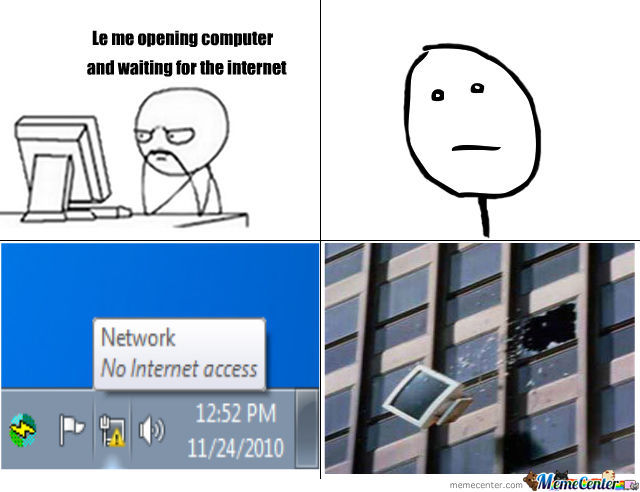 Le me opening computer
and waiting for the internet
Network
No Internet access
12:52 PM
11/24/2010
memecenter.com
MemeCenter